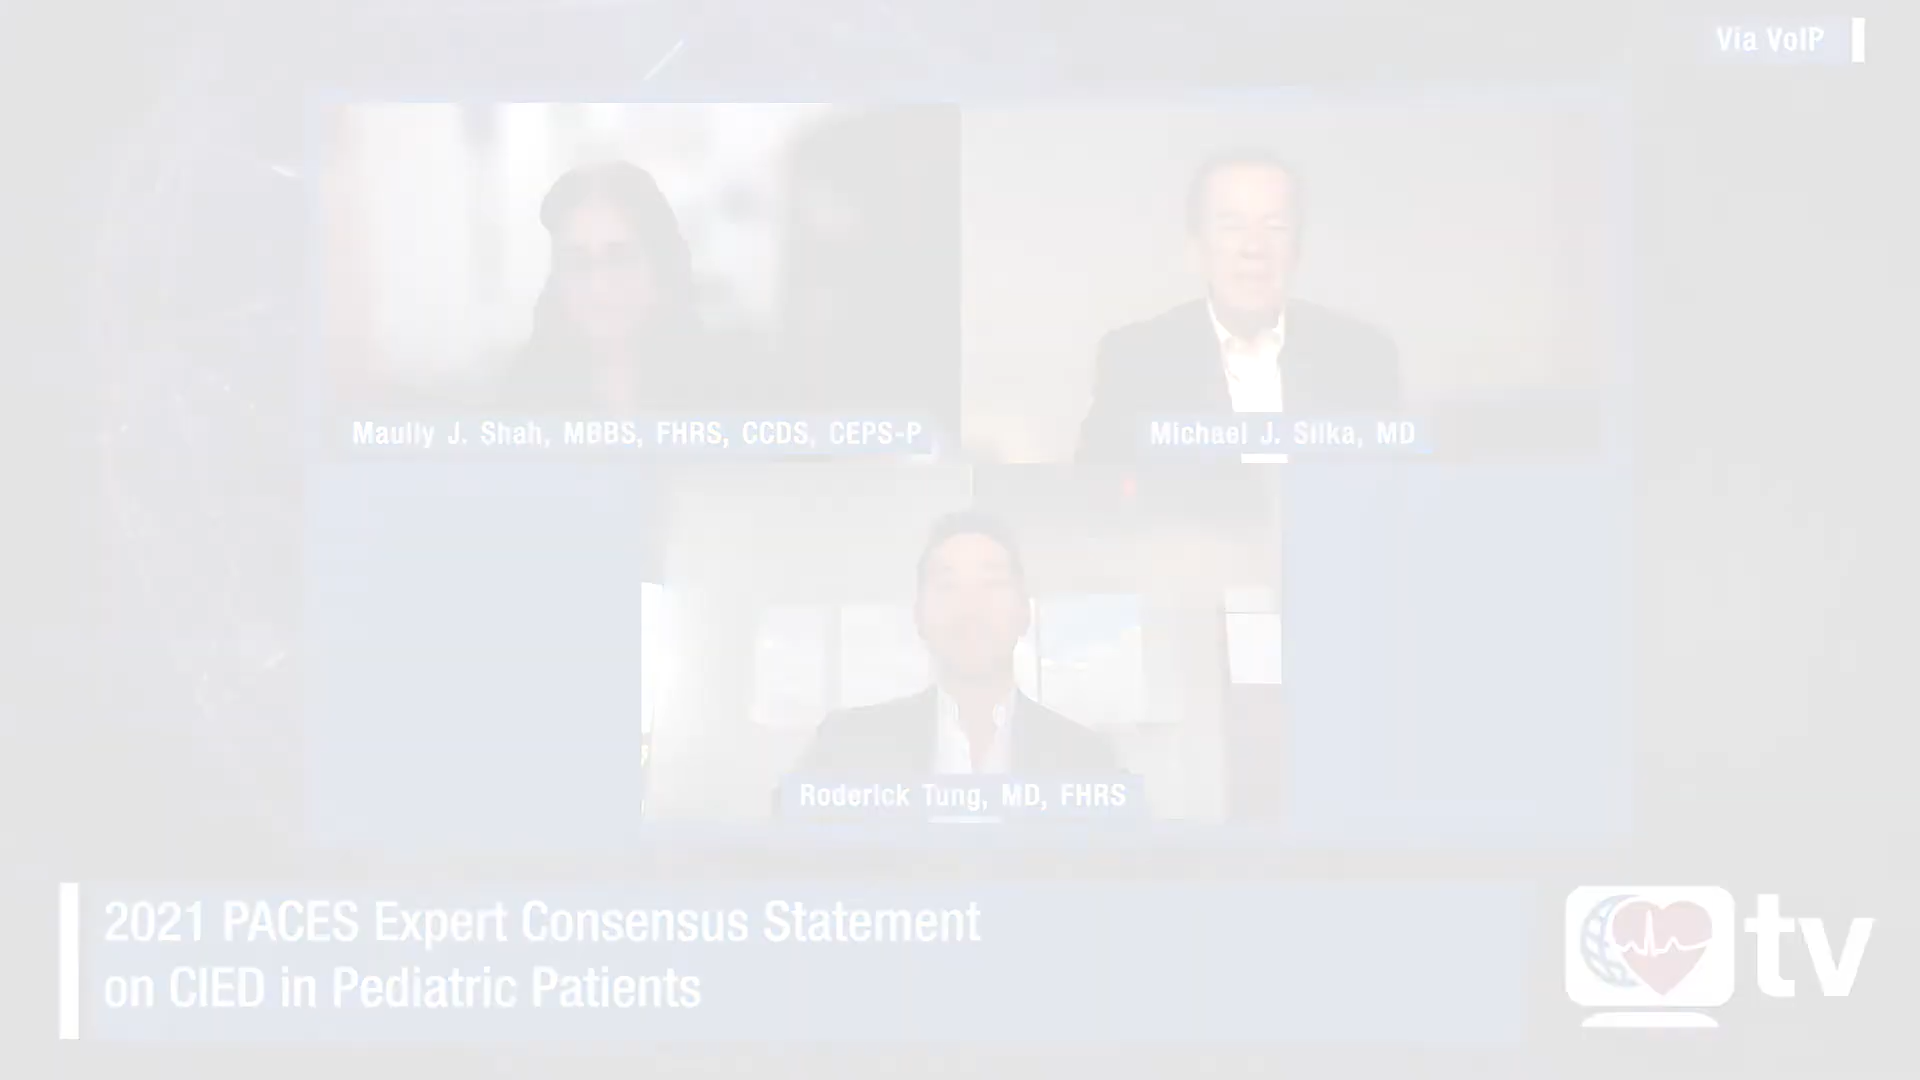 Via VoIP
Maully J. Shah, MBBS, FHRS, CCDS, CEPS-P
Michael J. Silka, MD
Roderick Tung, MD, FHRS
2021 PACES Expert Consensus Statement
on CIED in Pediatric Patients
tv